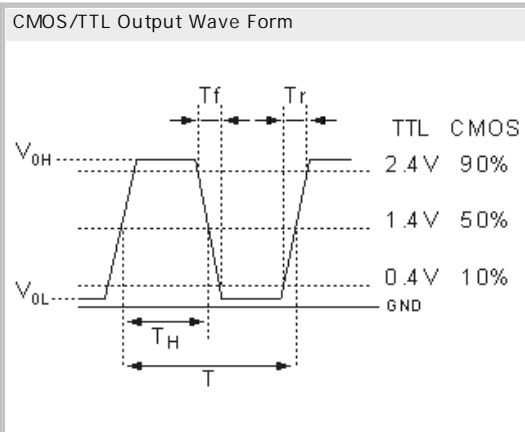 CMOS/TTL Output Wave Form
Tf Tr
TTL CMOS
V0H 2.4V 90%
1.4V 50%
0.4V 10%
V0L GND
TH
T